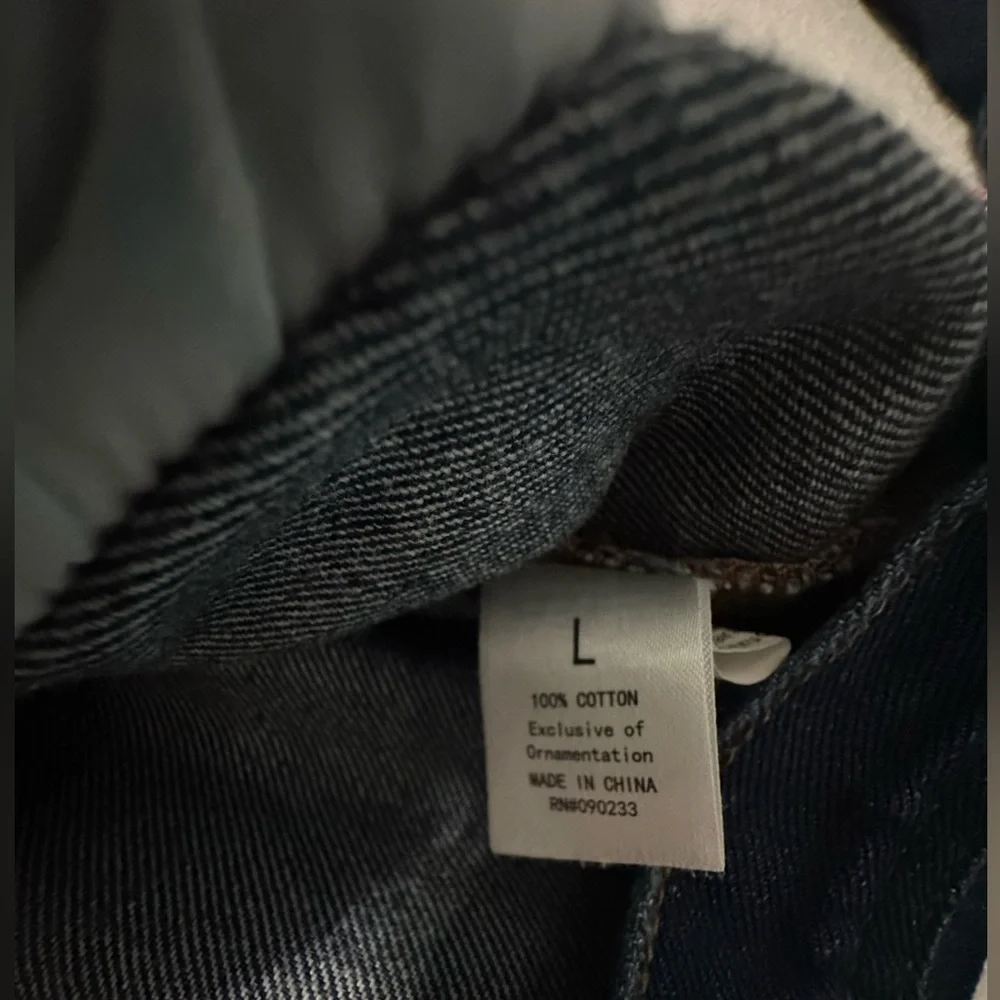 L
100% COTTON
Exclusive of
Ornamentation
MADE IN CHINA
RN#090233